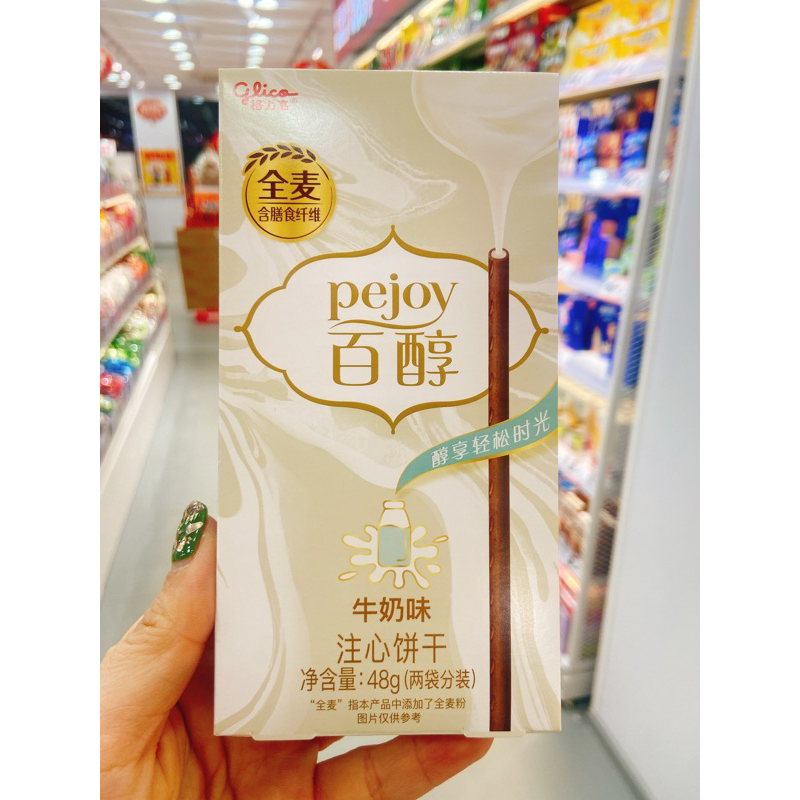 glico
格力高®
全麦
含膳食纤维
pejoy
百醇
醇享轻松时光
牛奶味
注心饼干
净含量:48g(两袋分装)
“全麦”指本产品中添加了全麦粉
图片仅供参考